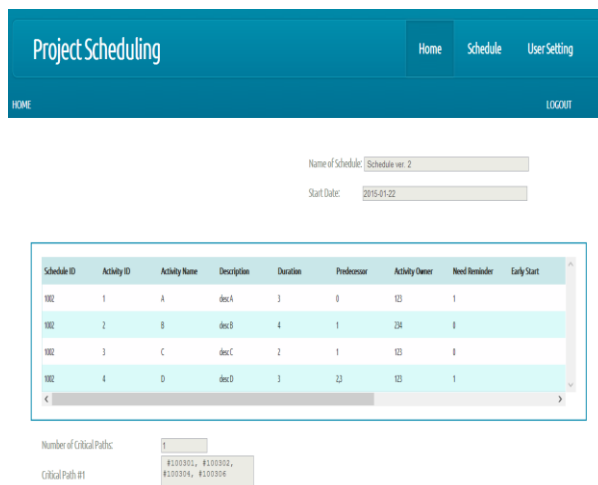 Project Scheduling
Home Schedule User Setting
HOME LOGOUT
Name of Schedule: Schedule ver. 2
Start Date: 2015-01-22
Schedule ID Activity ID Activity Name Description Duration Predecessor Activity Owner Need Reminder Early Start
1002 1 A desc A 3 0 123 1
1002 2 B desc B 4 1 234 0
1002 3 C desc C 2 1 123 0
1002 4 D desc D 3 2,3 123 1
Number of Critical Paths: 1
Critical Path #1 #100301, #100302,
#100304, #100306